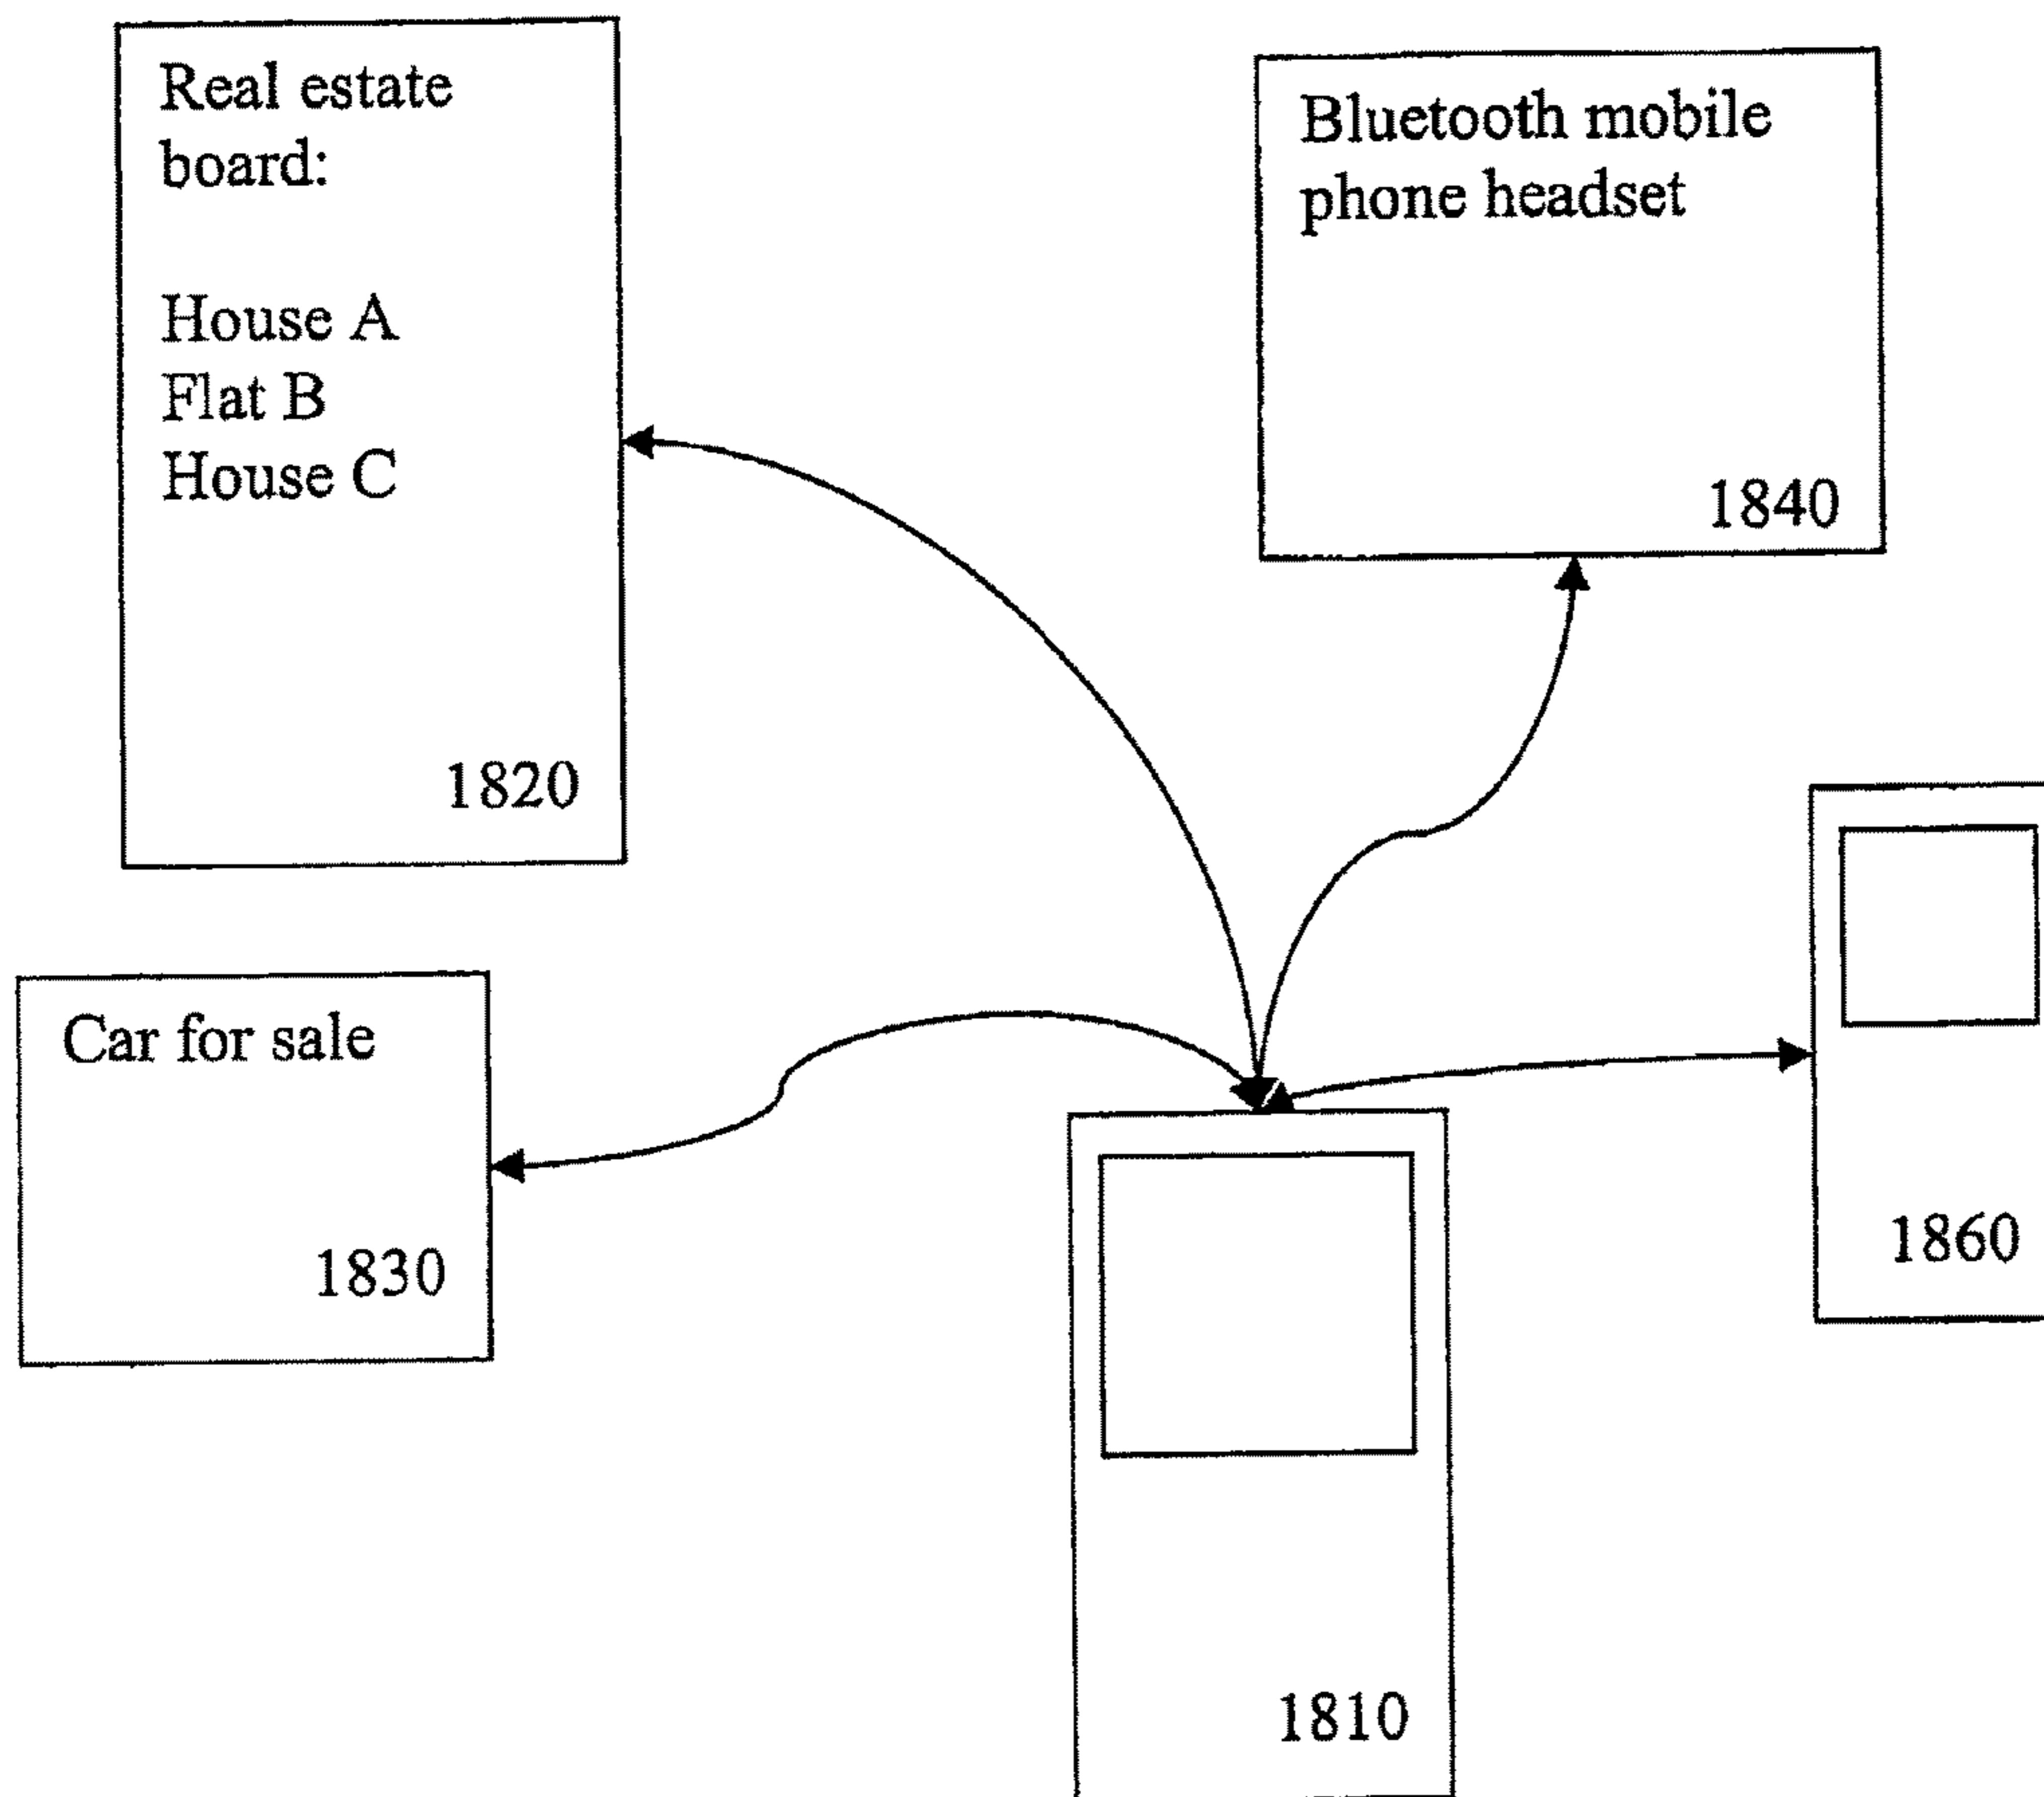 Real estate
board:
House A
Flat B
House C
1820
Bluetooth mobile
phone headset
1840
Car for sale
1830
1860
1810